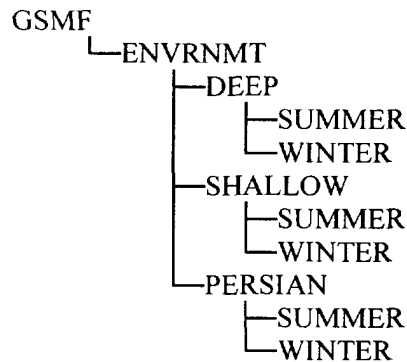 GSMF
ENVRNMT
DEEP
SUMMER
WINTER
SHALLOW
SUMMER
WINTER
PERSIAN
SUMMER
WINTER